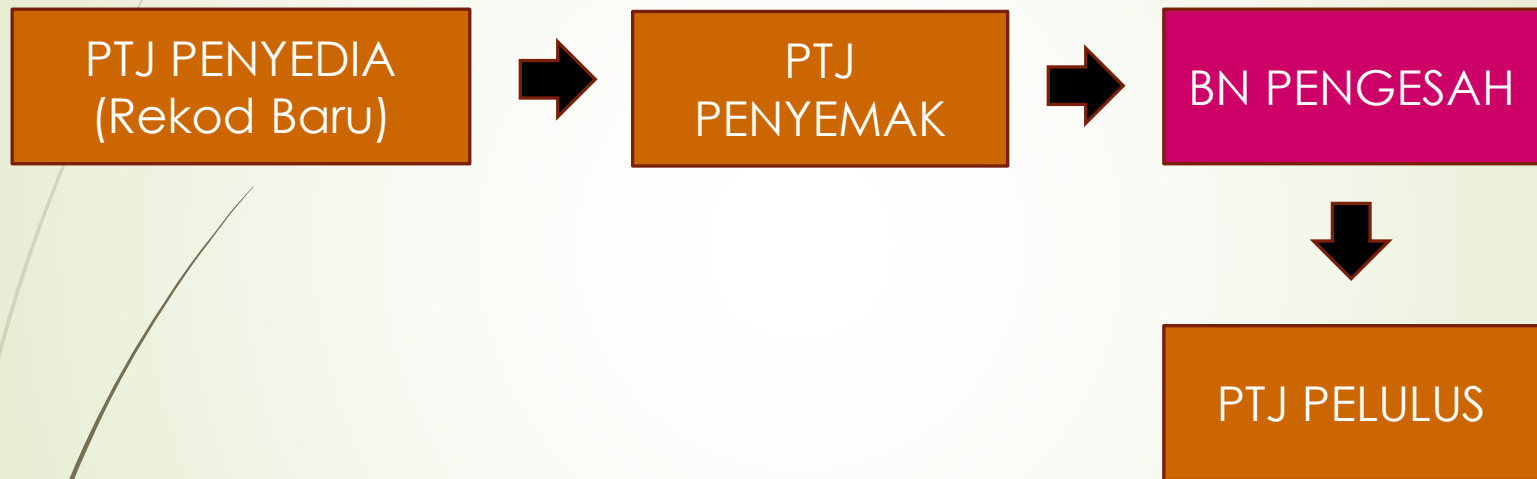 PTJ PENYEDIA
(Rekod Baru)
PTJ
PENYEMAK
BN PENGESAH
PTJ PELULUS